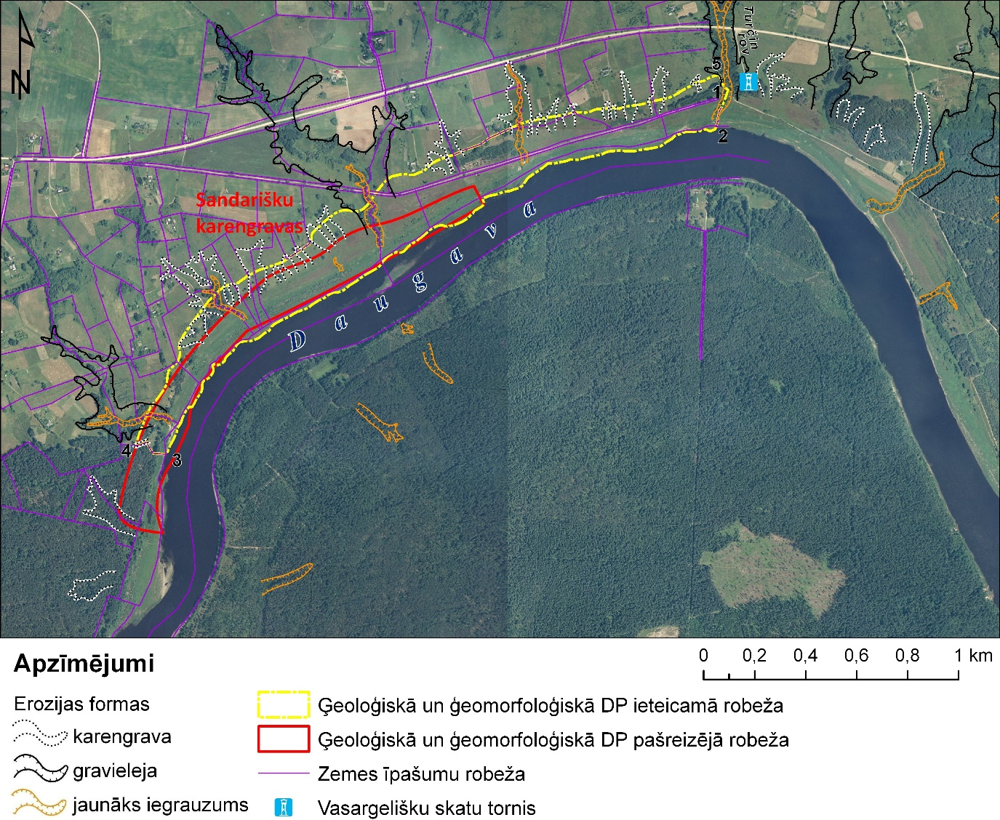 N
Turčin
rov
5
1
2
Sandarišku
karengravas
Daugava
4
3
Apzīmējumi
Erozijas formas
karengrava
gravieleja
jaunāks iegrauzums
Ģeoloģiskā un ģeomorfoloģiskā DP ieteicamā robeža
Ģeoloģiskā un ģeomorfoloģiskā DP pašreizējā robeža
Zemes īpašumu robeža
Vasargelišku skatu tornis
0 0,2 0,4 0,6 0,8 1 km